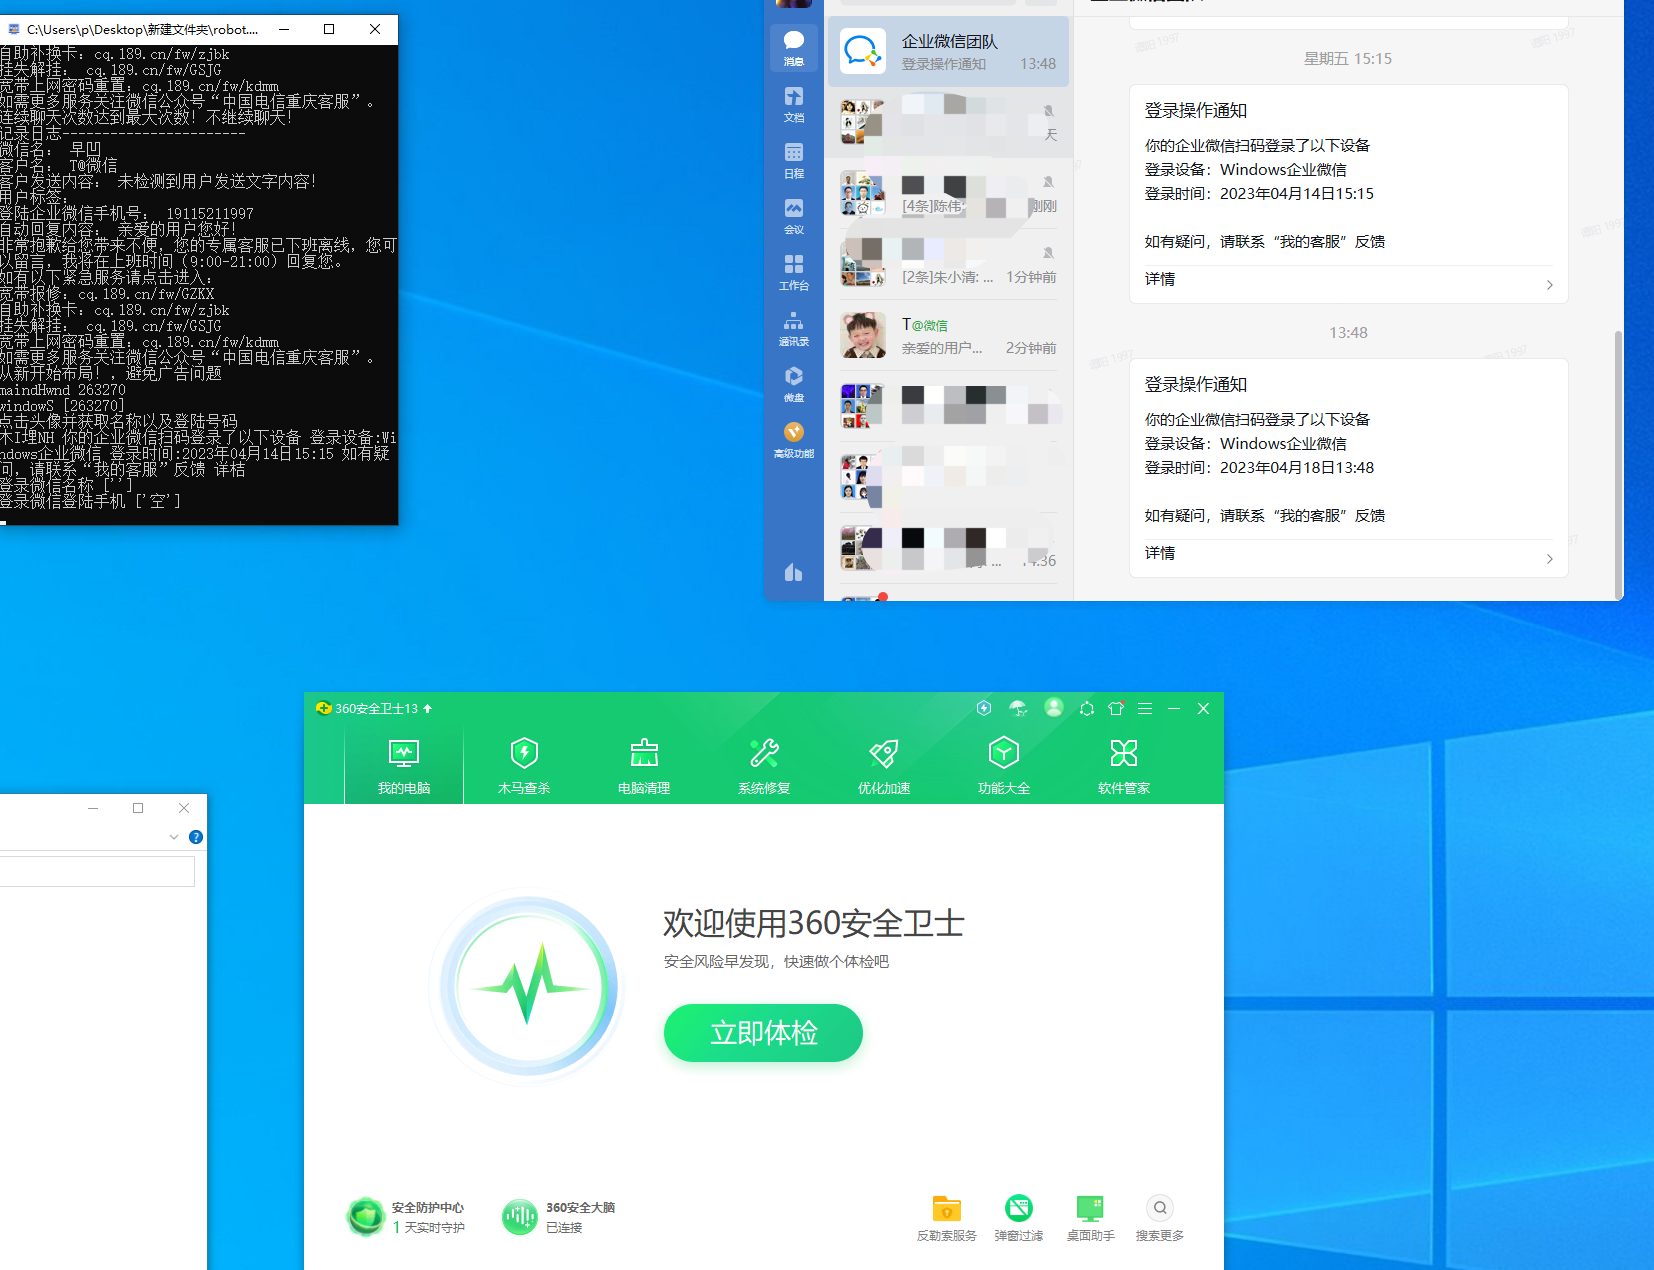 C:\Users\p\Desktop\新建文件夹\robot....
自助补换卡：cq.189.cn/fw/zjbk
挂失解挂： cq.189.cn/fw/GSJG
宽带上网密码重置：cq.189.cn/fw/kdmm
如需更多服务关注微信公众号“中国电信重庆客服”。
连续聊天次数达到最大次数！不继续聊天！
记录日志-----------------------
微信名： 早凹
客户名： T@微信
客户发送内容： 未检测到用户发送文字内容！
用户标签：
登陆企业微信手机号： 19115211997
自动回复内容： 亲爱的用户您好！
非常抱歉给您带来不便，您的专属客服已下班离线，您可
以留言，我将在上班时间（9:00-21:00）回复您。
如有以下紧急服务请点击进入：
宽带报修：cq.189.cn/fw/GZKX
自助补换卡：cq.189.cn/fw/zjbk
挂失解挂： cq.189.cn/fw/GSJG
宽带上网密码重置：cq.189.cn/fw/kdmm
如需更多服务关注微信公众号“中国电信重庆客服”。
从新开始布局！，避免广告问题
maindHwnd 263270
windowS [263270]
点击头像并获取名称以及登陆号码
木I埋NH 你的企业微信扫码登录了以下设备 登录设备:Wi
ndows企业微信 登录时间:2023年04月14日15:15 如有疑
问，请联系“我的客服”反馈 详桔
登录微信名称 ['']
登录微信登陆手机 ['空']
消息
文档
日程
会议
工作台
通讯录
微盘
高级功能
企业微信团队
登录操作通知 13:48
天
[4条]陈伟: 刚刚
[2条]朱小清: ... 1分钟前
T@微信
亲爱的用户... 2分钟前
星期五 15:15
登录操作通知
你的企业微信扫码登录了以下设备
登录设备：Windows企业微信
登录时间：2023年04月14日15:15
如有疑问，请联系“我的客服”反馈
详情
13:48
登录操作通知
你的企业微信扫码登录了以下设备
登录设备：Windows企业微信
登录时间：2023年04月18日13:48
如有疑问，请联系“我的客服”反馈
详情
360安全卫士13
我的电脑
木马查杀
电脑清理
系统修复
优化加速
功能大全
软件管家
欢迎使用360安全卫士
安全风险早发现，快速做个体检吧
立即体检
安全防护中心
1 天实时守护
360安全大脑
已连接
反勒索服务
弹窗过滤
桌面助手
搜索更多